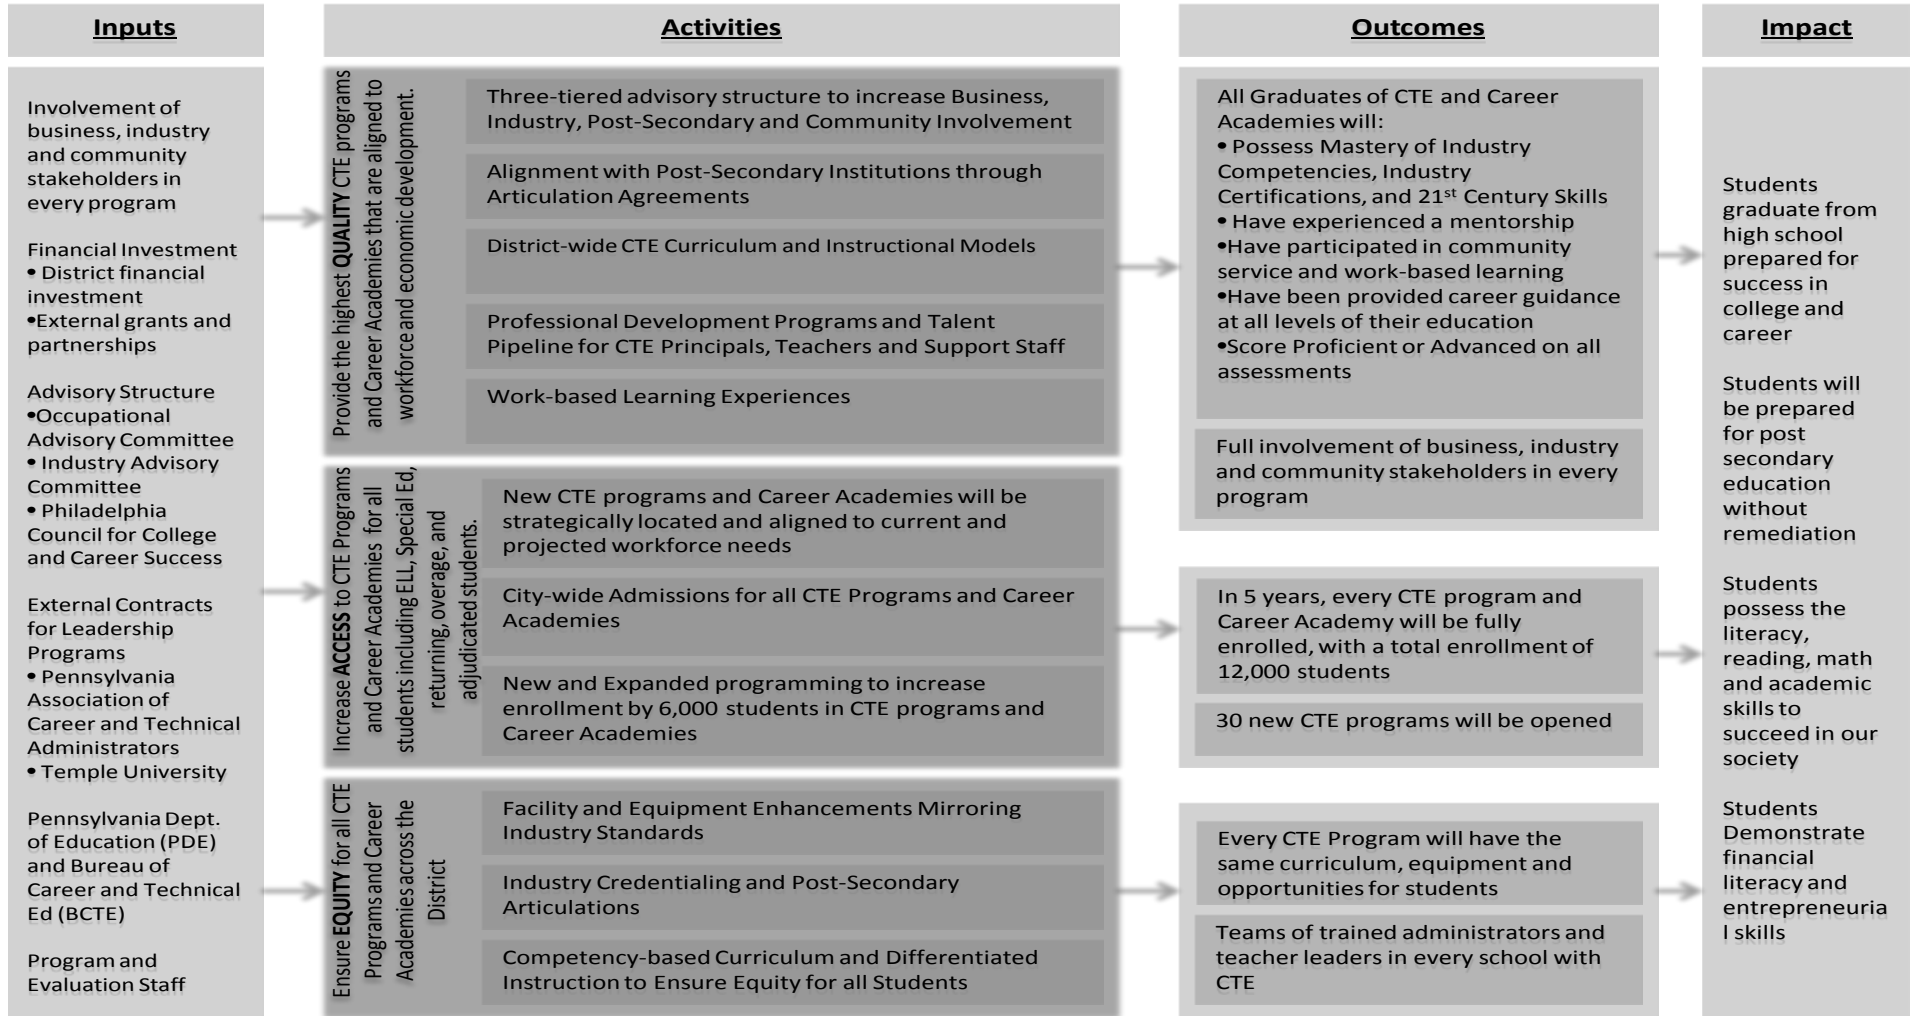 Inputs
Involvement of
business, industry
and community
stakeholders in
every program
Financial Investment
• District financial
investment
•External grants and
partnerships
Advisory Structure
•Occupational
Advisory Committee
• Industry Advisory
Committee
• Philadelphia
Council for College
and Career Success
External Contracts
for Leadership
Programs
• Pennsylvania
Association of
Career and Technical
Administrators
• Temple University
Pennsylvania Dept.
of Education (PDE)
and Bureau of
Career and Technical
Ed (BCTE)
Program and
Evaluation Staff
Activities
Provide the highest QUALITY CTE programs
and Career Academies that are aligned to
workforce and economic development.
Three-tiered advisory structure to increase Business,
Industry, Post-Secondary and Community Involvement
Alignment with Post-Secondary Institutions through
Articulation Agreements
District-wide CTE Curriculum and Instructional Models
Professional Development Programs and Talent
Pipeline for CTE Principals, Teachers and Support Staff
Work-based Learning Experiences
Increase ACCESS to CTE Programs
and Career Academies for all
students including ELL, Special Ed,
returning, overage, and
adjudicated students.
New CTE programs and Career Academies will be
strategically located and aligned to current and
projected workforce needs
City-wide Admissions for all CTE Programs and Career
Academies
New and Expanded programming to increase
enrollment by 6,000 students in CTE programs and
Career Academies
Ensure EQUITY for all CTE
Programs and Career
Academies across the
District
Facility and Equipment Enhancements Mirroring
Industry Standards
Industry Credentialing and Post-Secondary
Articulations
Competency-based Curriculum and Differentiated
Instruction to Ensure Equity for all Students
Outcomes
All Graduates of CTE and Career
Academies will:
• Possess Mastery of Industry
Competencies, Industry
Certifications, and 21st Century Skills
• Have experienced a mentorship
•Have participated in community
service and work-based learning
•Have been provided career guidance
at all levels of their education
•Score Proficient or Advanced on all
assessments
Full involvement of business, industry
and community stakeholders in every
program
In 5 years, every CTE program and
Career Academy will be fully
enrolled, with a total enrollment of
12,000 students
30 new CTE programs will be opened
Every CTE Program will have the
same curriculum, equipment and
opportunities for students
Teams of trained administrators and
teacher leaders in every school with
CTE
Impact
Students
graduate from
high school
prepared for
success in
college and
career
Students will
be prepared
for post
secondary
education
without
remediation
Students
possess the
literacy,
reading, math
and academic
skills to
succeed in our
society
Students
Demonstrate
financial
literacy and
entrepreneuria
l skills